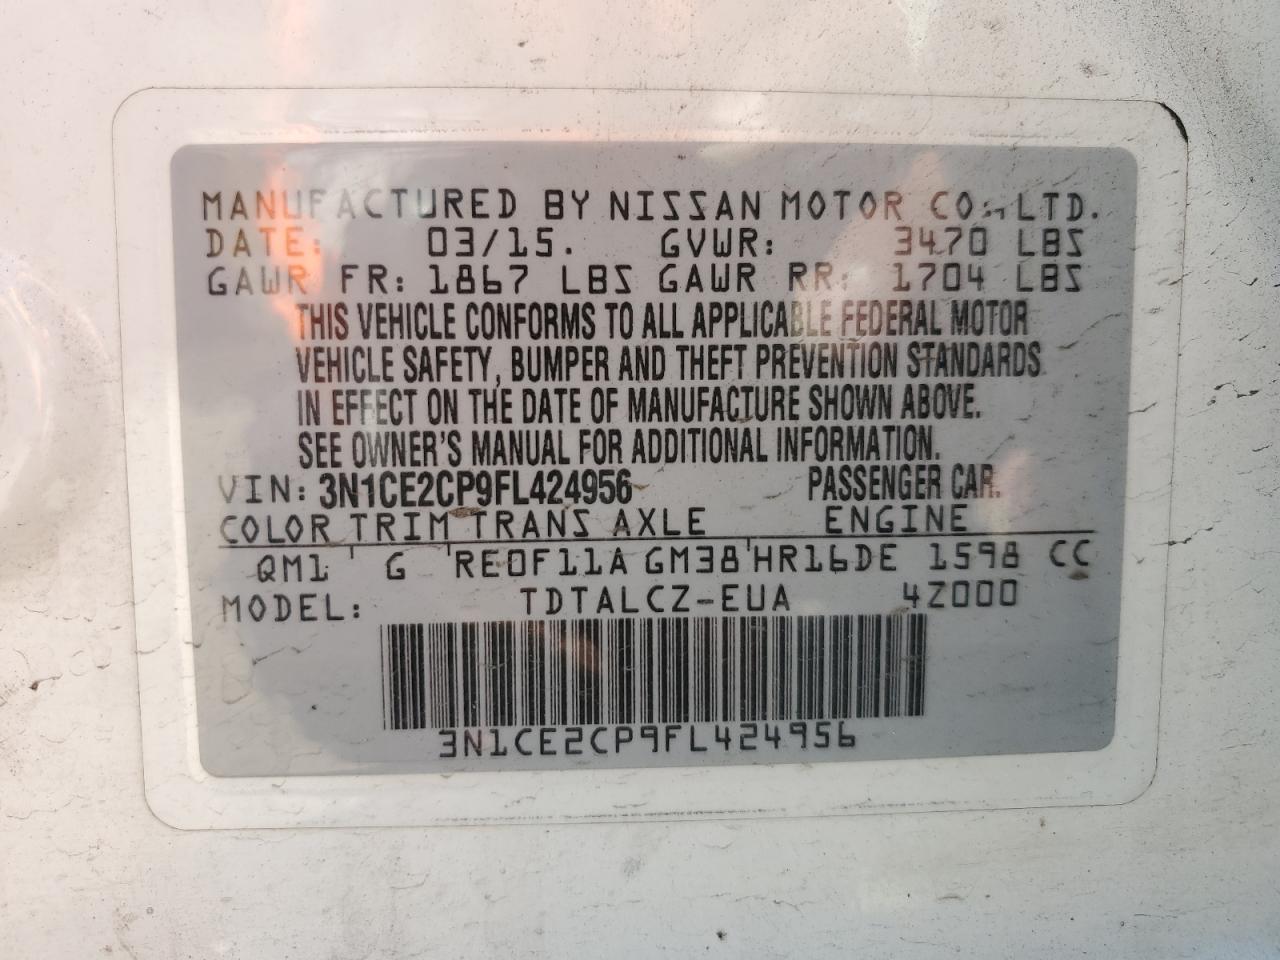 MANUFACTURED BY NISSAN MOTOR CO., LTD.
DATE: 03/15. GVWR: 3470 LBS
GAWR FR: 1867 LBS GAWR RR: 1704 LBS
THIS VEHICLE CONFORMS TO ALL APPLICABLE FEDERAL MOTOR
VEHICLE SAFETY, BUMPER AND THEFT PREVENTION STANDARDS
IN EFFECT ON THE DATE OF MANUFACTURE SHOWN ABOVE.
SEE OWNER'S MANUAL FOR ADDITIONAL INFORMATION.
VIN: 3N1CE2CP9FL424956 PASSENGER CAR.
COLOR TRIM TRANS AXLE ENGINE
QM1 ' G ' RE0F11A GM38 ' HR16DE 1598 CC
MODEL: TDTALCZ-EUA 4Z000
3N1CE2CP9FL424956